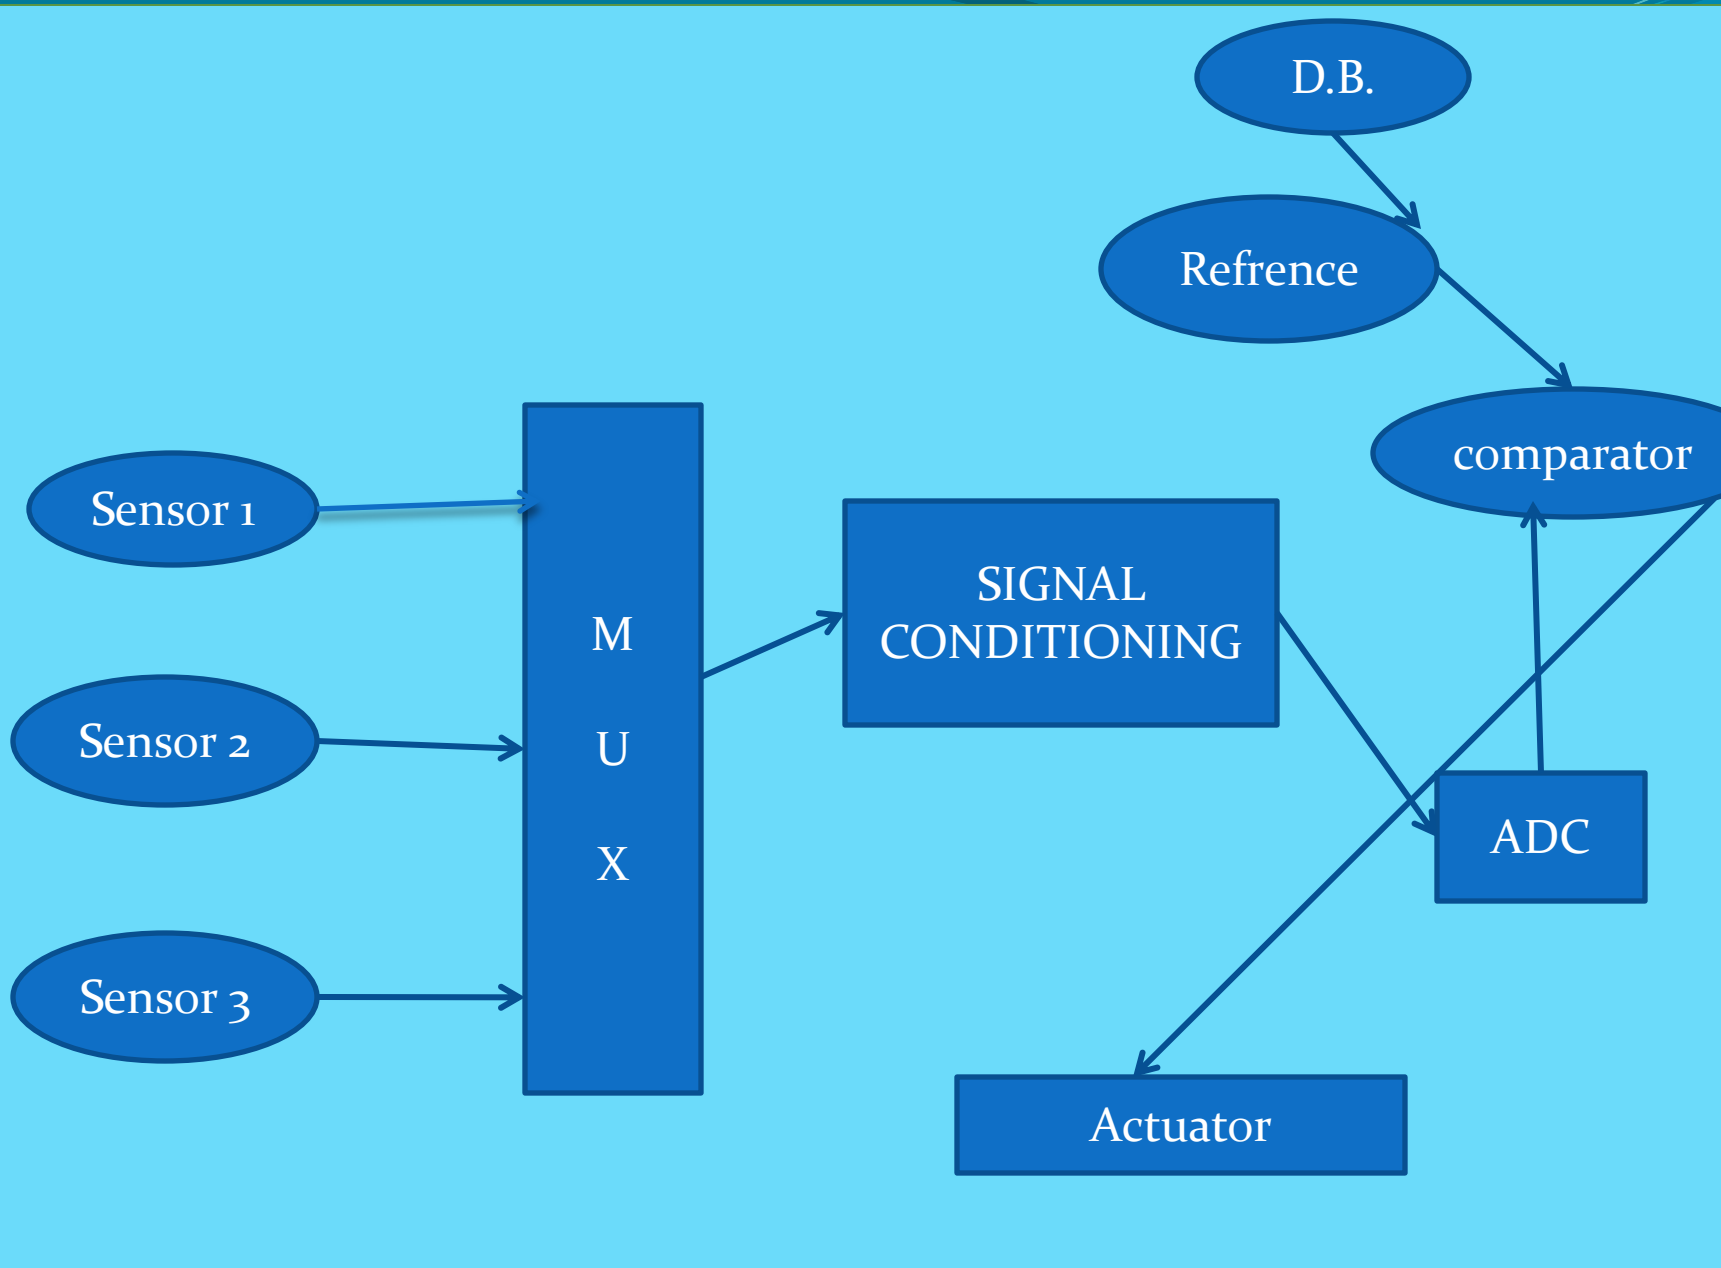 D.B.
Refrence
comparator
Sensor 1
SIGNAL
CONDITIONING
M
U
X
Sensor 2
ADC
Sensor 3
Actuator